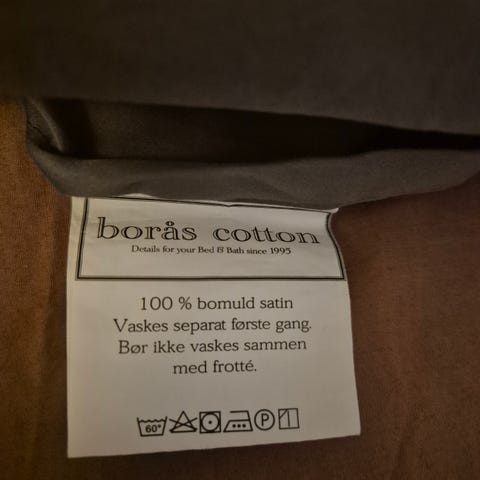 borås cotton
Details for your Bed & Bath since 1995
100 % bomuld satin
Vaskes separat første gang.
Bør ikke vaskes sammen
med frotté.
60° P